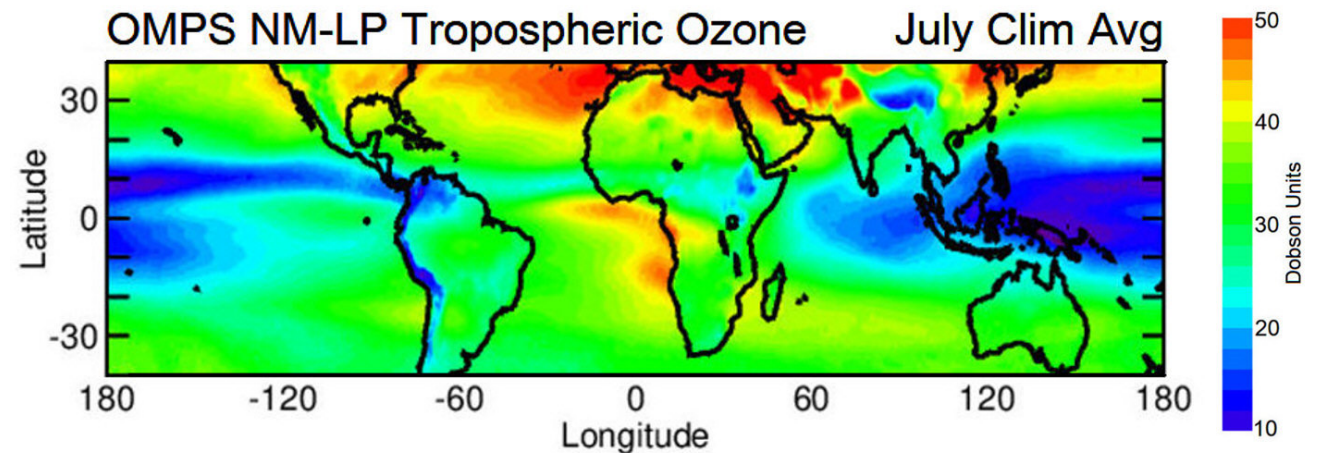 OMPS NM-LP Tropospheric Ozone July Clim Avg
50
40
30
20
10
Dobson Units
30
0
-30
Latitude
180 -120 -60 0 60 120 180
Longitude